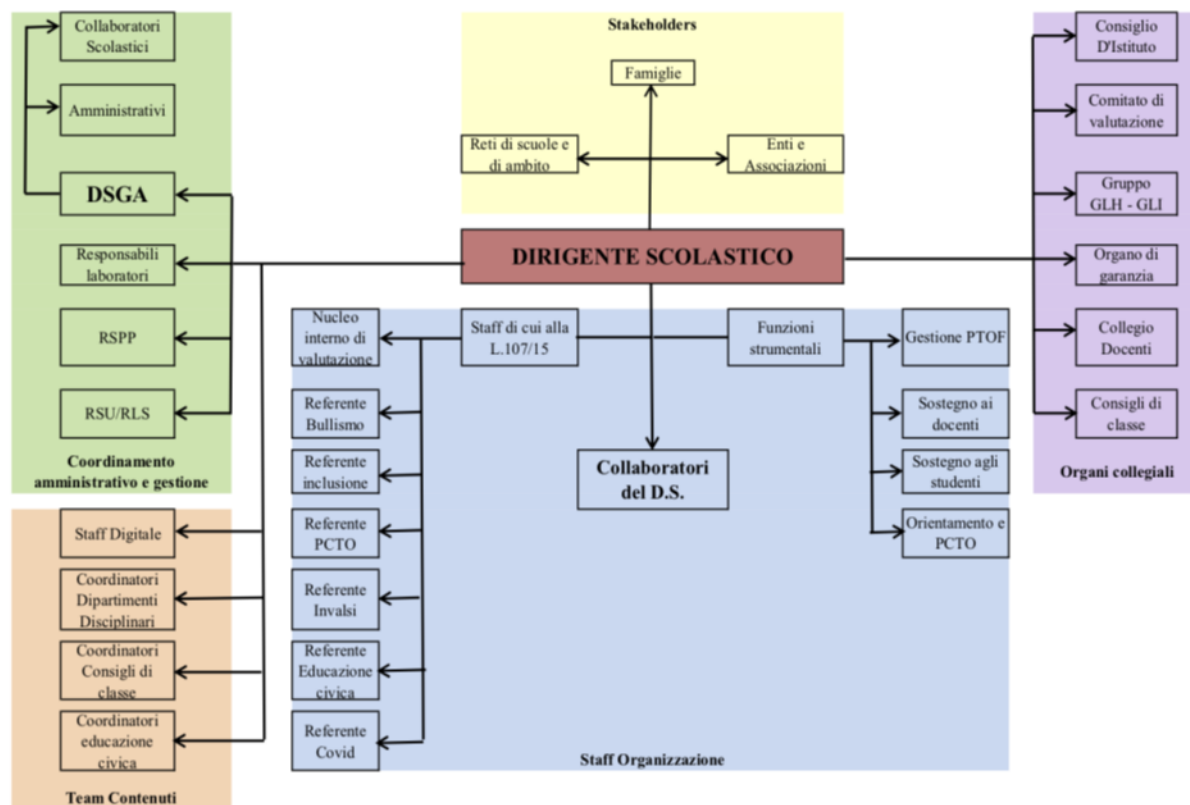 Collaboratori
Scolastici
Amministrativi
DSGA
Responsabili
laboratori
RSPP
RSU/RLS
Coordinamento
amministrativo e gestione
Staff Digitale
Coordinatori
Dipartimenti
Disciplinari
Coordinatori
Consigli di
classe
Coordinatori
educazione
civica
Team Contenuti
Stakeholders
Famiglie
Reti di scuole e
di ambito
Enti e
Associazioni
DIRIGENTE SCOLASTICO
Nucleo
interno di
valutazione
Staff di cui alla
L.107/15
Funzioni
strumentali
Gestione PTOF
Referente
Bullismo
Referente
inclusione
Referente
PCTO
Referente
Invalsi
Referente
Educazione
civica
Referente
Covid
Collaboratori
del D.S.
Sostegno ai
docenti
Sostegno agli
studenti
Orientamento e
PCTO
Staff Organizzazione
Consiglio
D'Istituto
Comitato di
valutazione
Gruppo
GLH - GLI
Organo di
garanzia
Collegio
Docenti
Consigli di
classe
Organi collegiali